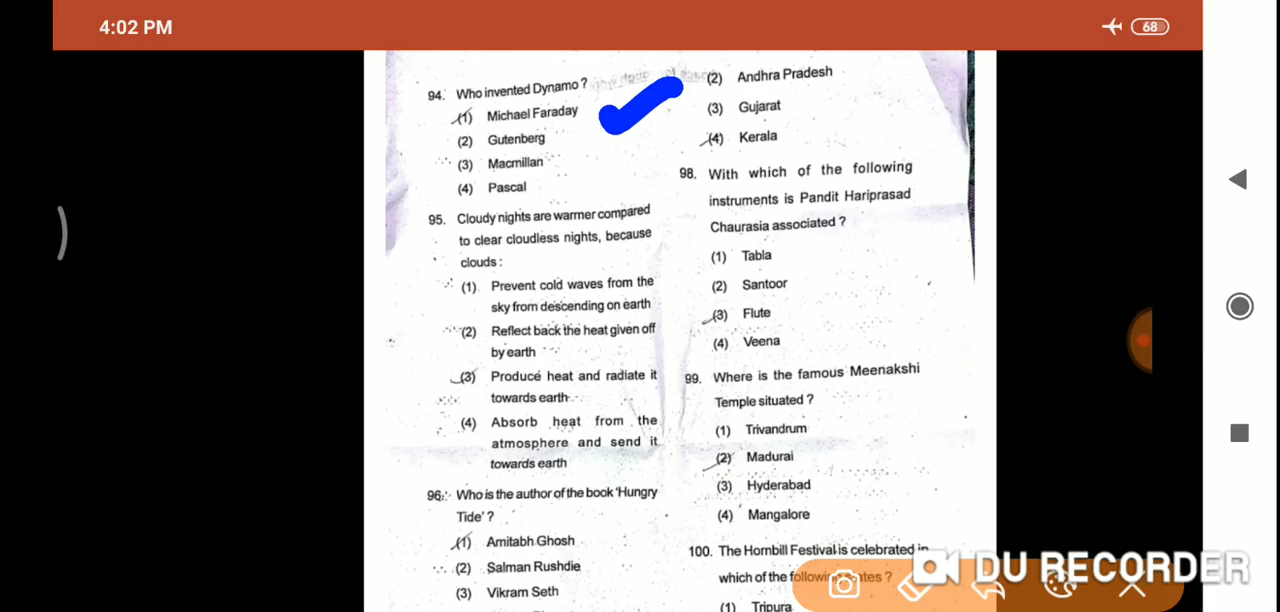 4:02 PM
68
94. Who invented Dynamo ?
(1) Michael Faraday
(2) Gutenberg
(3) Macmillan
(4) Pascal
95. Cloudy nights are warmer compared
to clear cloudless nights, because
clouds :
(1) Prevent cold waves from the
sky from descending on earth
(2) Reflect back the heat given off
by earth
(3) Produce heat and radiate it
towards earth
(4) Absorb heat from the
atmosphere and send it
towards earth
96. Who is the author of the book 'Hungry
Tide' ?
(1) Amitabh Ghosh
(2) Salman Rushdie
(3) Vikram Seth
(2) Andhra Pradesh
(3) Gujarat
(4) Kerala
98. With which of the following
instruments is Pandit Hariprasad
Chaurasia associated ?
(1) Tabla
(2) Santoor
(3) Flute
(4) Veena
99. Where is the famous Meenakshi
Temple situated ?
(1) Trivandrum
(2) Madurai
(3) Hyderabad
(4) Mangalore
100. The Hornbill Festival is celebrated in
which of the following states ?
(1) Tripura
DU RECORDER